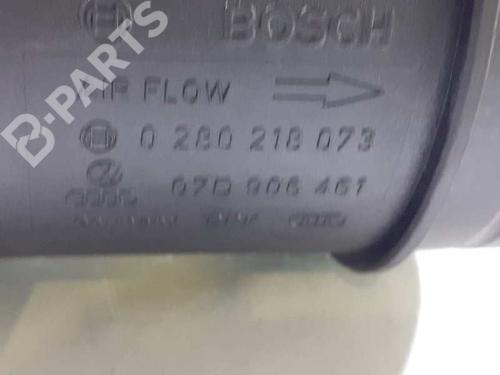 BOSCH
AIR FLOW
0 280 218 073
07D 906 461
B-PARTS